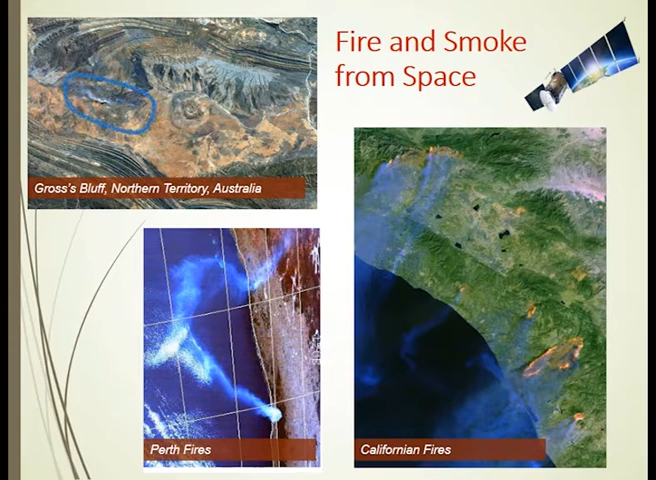 Fire and Smoke
from Space
Gross's Bluff, Northern Territory, Australia
Perth Fires
Californian Fires